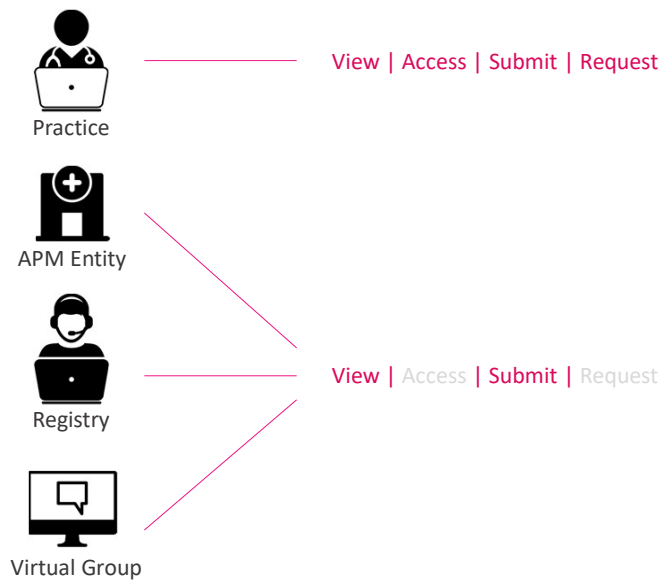 View | Access | Submit | Request
Practice
APM Entity
View | Access | Submit | Request
Registry
Virtual Group